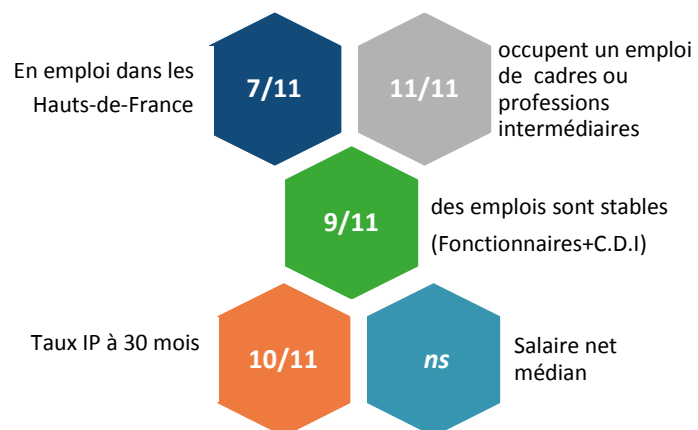 En emploi dans les
Hauts-de-France
7/11
11/11
occupent un emploi
de cadres ou
professions
intermédiaires
9/11
des emplois sont stables
(Fonctionnaires+C.D.I)
Taux IP à 30 mois
10/11
ns
Salaire net
médian